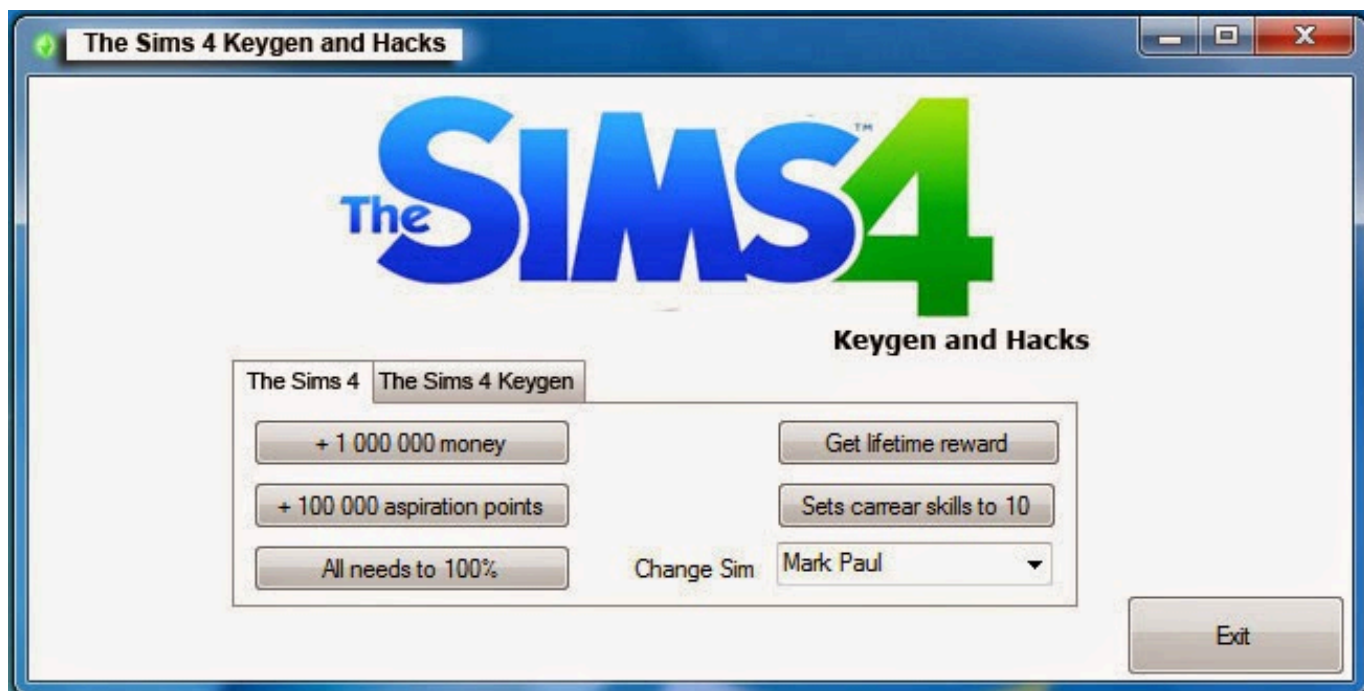 The Sims 4 Keygen and Hacks
The SIMS 4 ™
Keygen and Hacks
The Sims 4 The Sims 4 Keygen
+ 1 000 000 money Get lifetime reward
+ 100 000 aspiration points Sets carrear skills to 10
All needs to 100% Change Sim Mark Paul
Exit